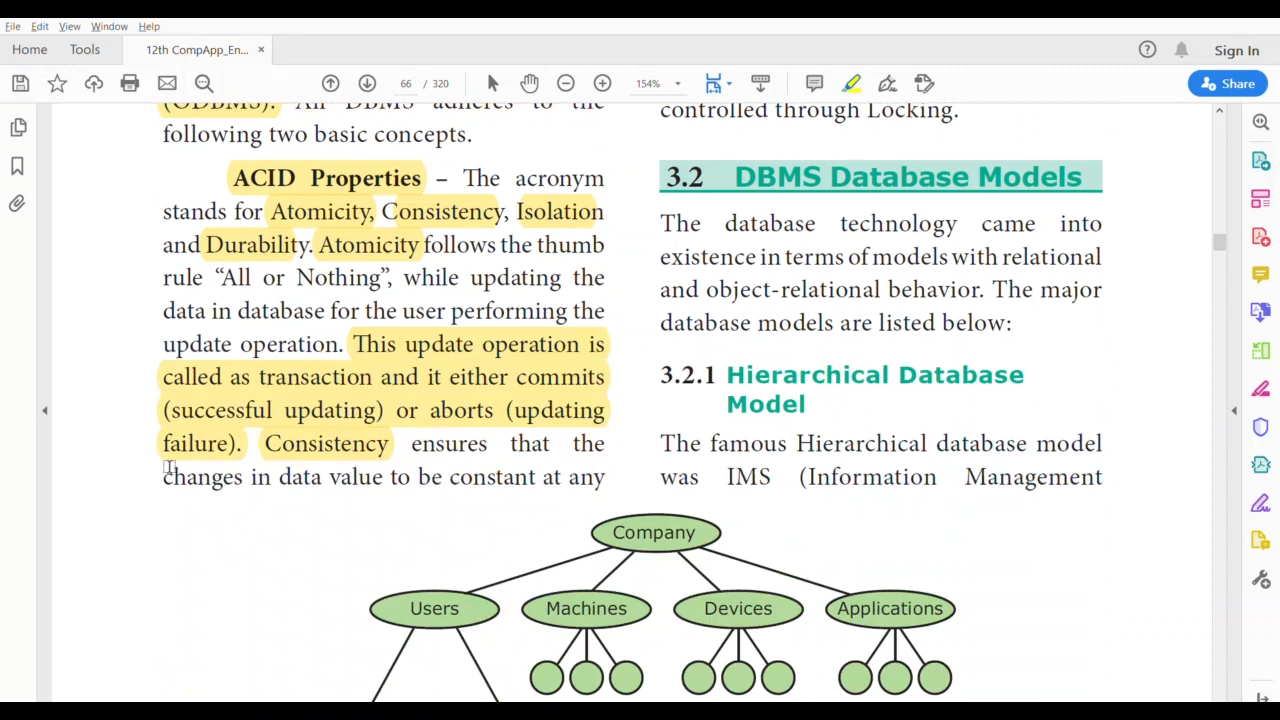 File Edit View Window Help
Home Tools 12th CompApp_En... ×
Sign In
66 / 320
154%
Share
(ODBMS). All DBMS adheres to the
following two basic concepts.
ACID Properties – The acronym
stands for Atomicity, Consistency, Isolation
and Durability. Atomicity follows the thumb
rule “All or Nothing”, while updating the
data in database for the user performing the
update operation. This update operation is
called as transaction and it either commits
(successful updating) or aborts (updating
failure). Consistency ensures that the
changes in data value to be constant at any
controlled through Locking.
3.2 DBMS Database Models
The database technology came into
existence in terms of models with relational
and object-relational behavior. The major
database models are listed below:
3.2.1 Hierarchical Database
Model
The famous Hierarchical database model
was IMS (Information Management
Company
Users Machines Devices Applications